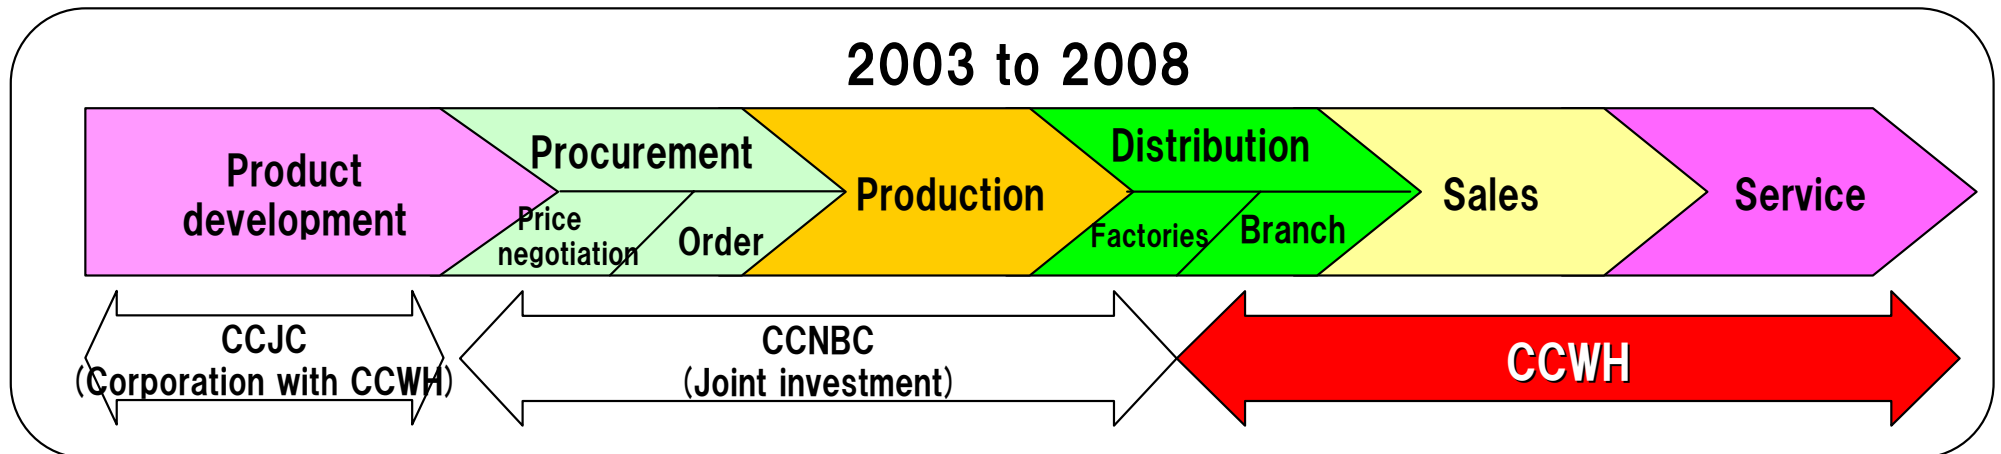 2003 to 2008
Product
development
Procurement
Price
negotiation
Order
Production
Distribution
Factories
Branch
Sales
Service
CCJC
(Corporation with CCWH)
CCNBC
(Joint investment)
CCWH